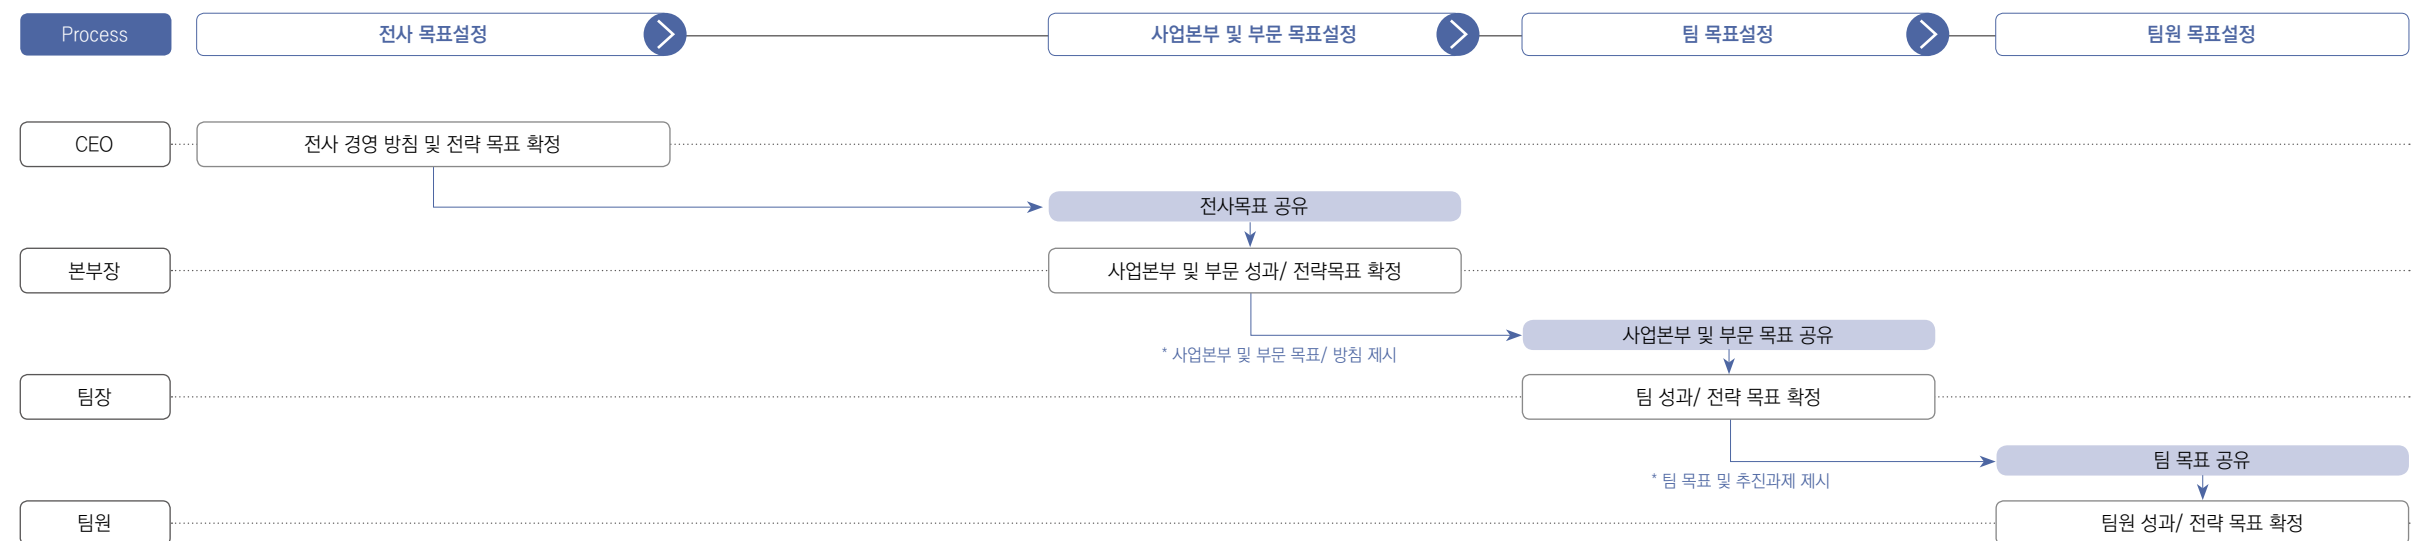 Process
전사 목표설정
사업본부 및 부문 목표설정
팀 목표설정
팀원 목표설정
CEO
전사 경영 방침 및 전략 목표 확정
전사목표 공유
본부장
사업본부 및 부문 성과/ 전략목표 확정
사업본부 및 부문 목표 공유
* 사업본부 및 부문 목표/ 방침 제시
팀장
팀 성과/ 전략 목표 확정
팀 목표 공유
* 팀 목표 및 추진과제 제시
팀원
팀원 성과/ 전략 목표 확정